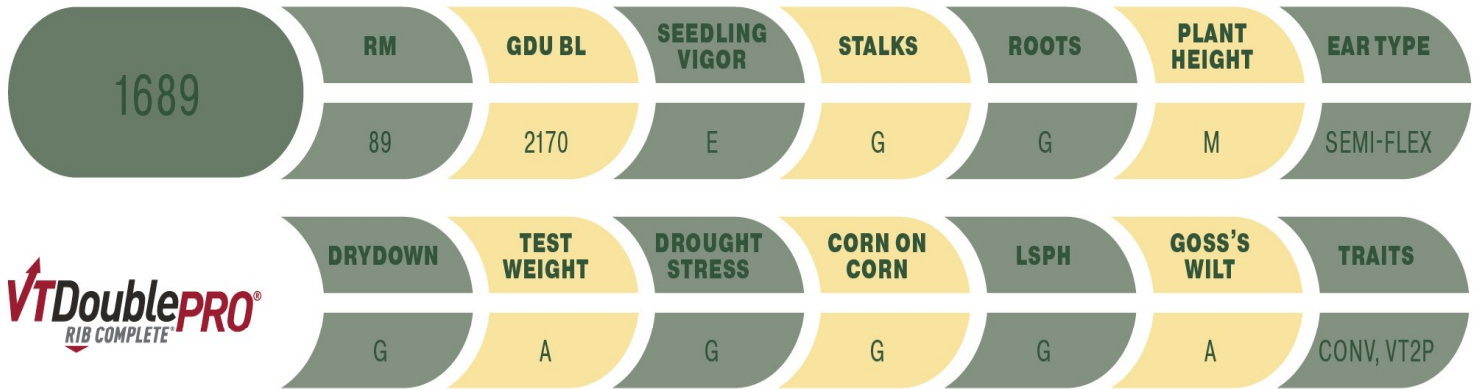 1689
RM
GDU BL
SEEDLING
VIGOR
STALKS
ROOTS
PLANT
HEIGHT
EAR TYPE
89
2170
E
G
G
M
SEMI-FLEX
VTDoublePRO®
RIB COMPLETE®
DRYDOWN
TEST
WEIGHT
DROUGHT
STRESS
CORN ON
CORN
LSPH
GOSS'S
WILT
TRAITS
G
A
G
G
G
A
CONV, VT2P